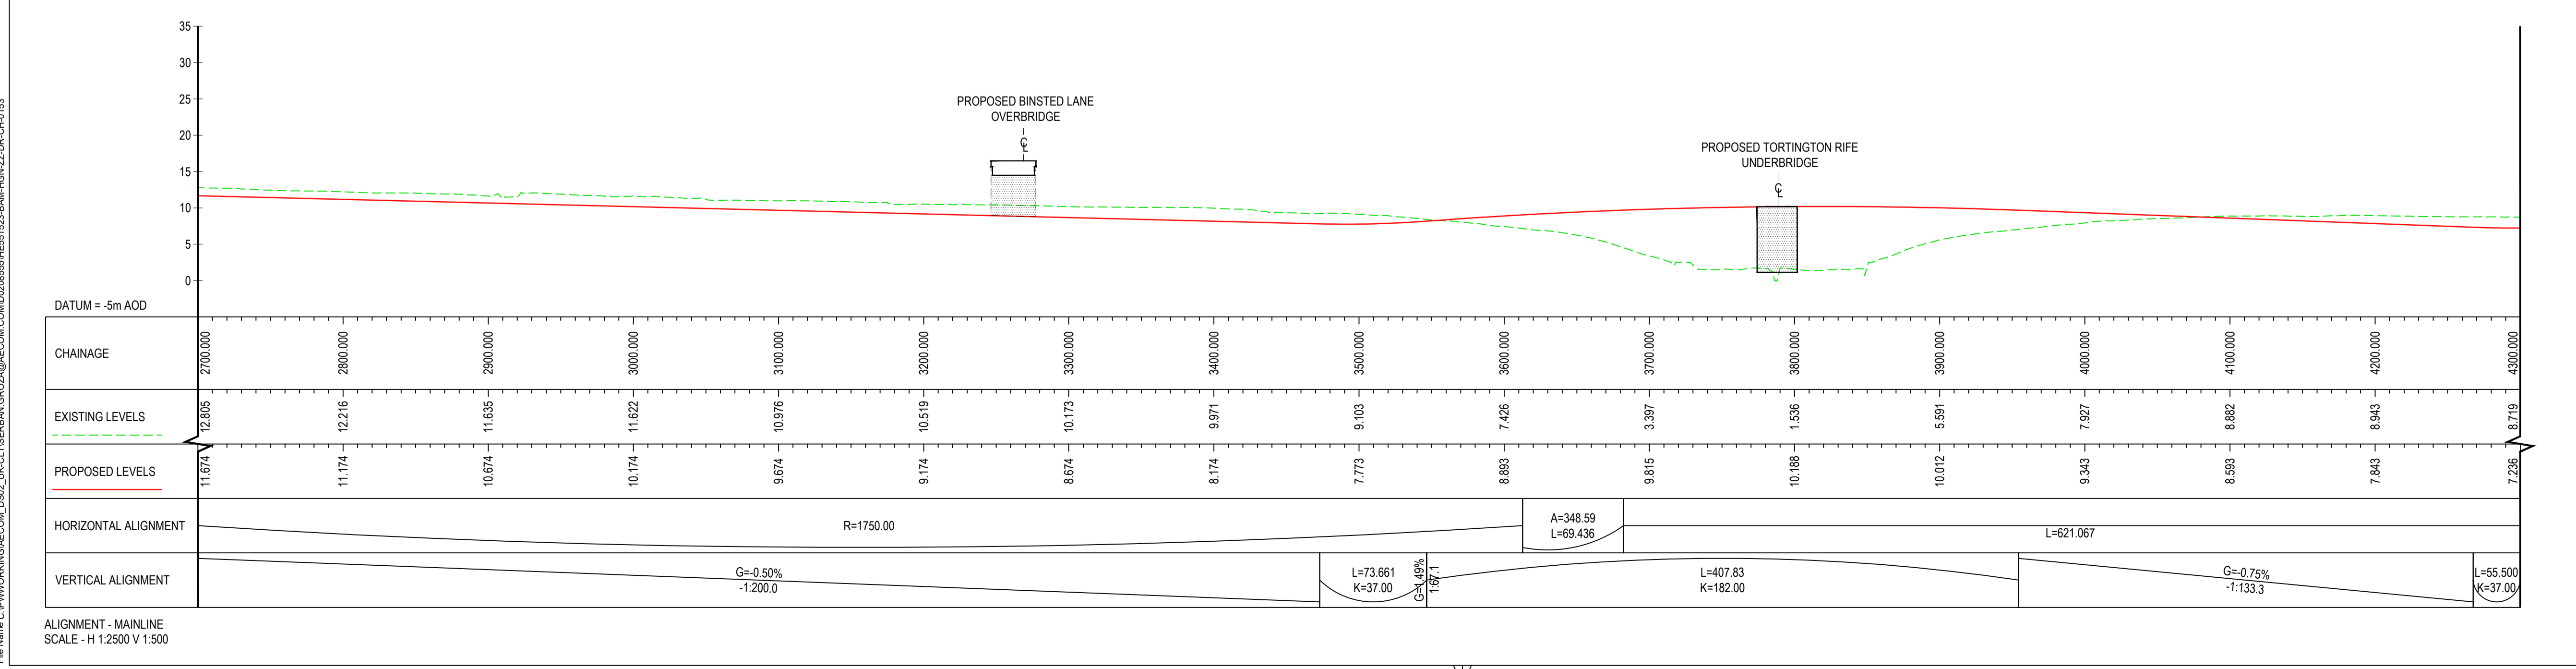 35
30
25
20
15
10
5
0
PROPOSED BINSTED LANE
OVERBRIDGE
℄
PROPOSED TORTINGTON RIFE
UNDERBRIDGE
℄
DATUM = -5m AOD
CHAINAGE
2700.000 2800.000 2900.000 3000.000 3100.000 3200.000 3300.000 3400.000 3500.000 3600.000 3700.000 3800.000 3900.000 4000.000 4100.000 4200.000 4300.000
EXISTING LEVELS
12.805 12.216 11.635 11.622 10.976 10.519 10.173 9.971 9.103 7.426 3.397 1.536 5.591 7.927 8.882 8.943 8.719
PROPOSED LEVELS
11.674 11.174 10.674 10.174 9.674 9.174 8.674 8.174 7.773 8.893 9.815 10.188 10.012 9.343 8.593 7.843 7.236
HORIZONTAL ALIGNMENT
R=1750.00
A=348.59
L=69.436
L=621.067
VERTICAL ALIGNMENT
G=-0.50%
-1:200.0
L=73.661
K=37.00
G=1.49%
1:67.1
L=407.83
K=182.00
G=-0.75%
-1:133.3
L=55.500
K=37.00
ALIGNMENT - MAINLINE
SCALE - H 1:2500 V 1:500